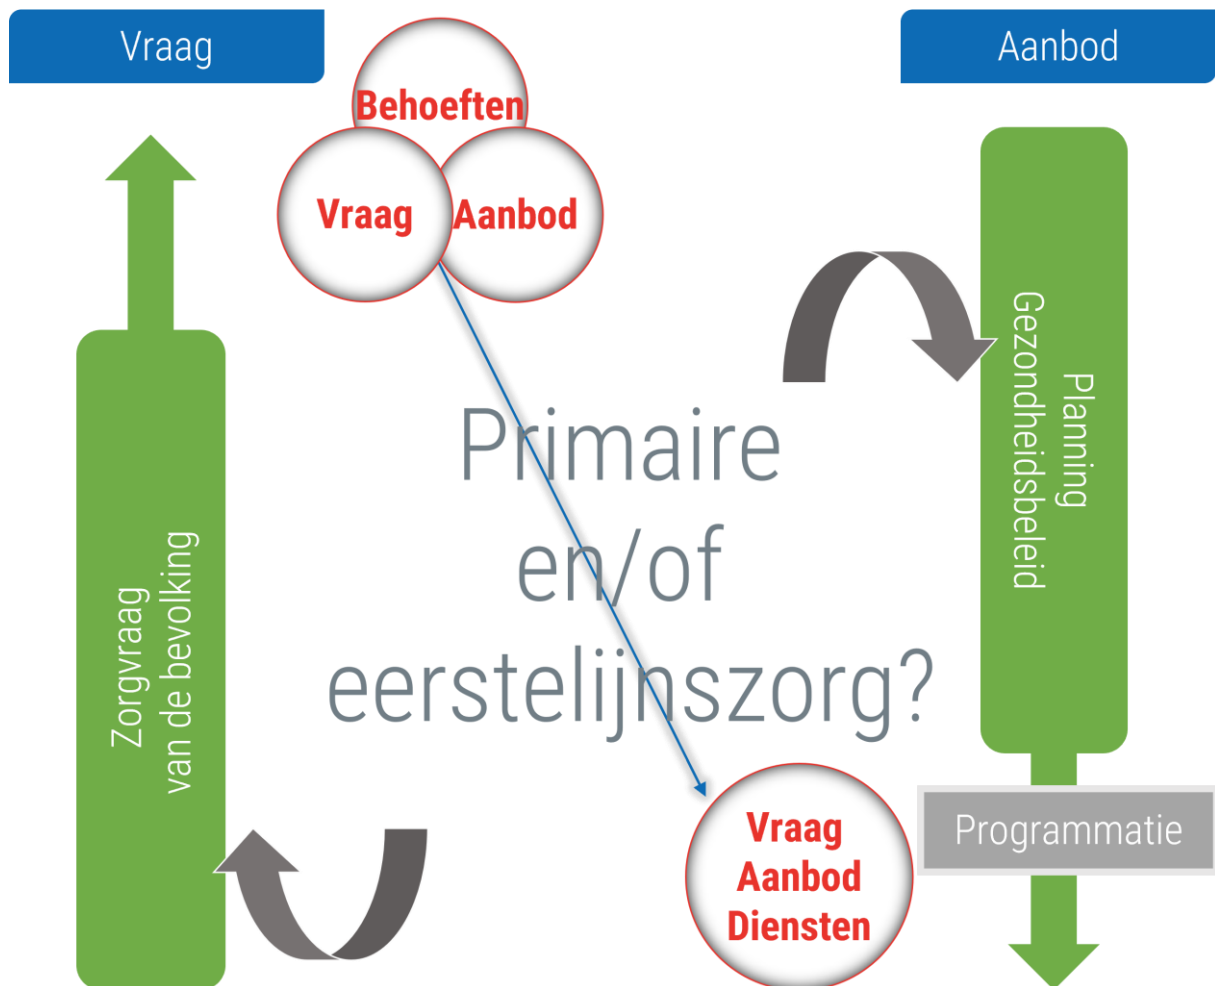 Vraag
Aanbod
Behoeften
Vraag
Aanbod
Planning
Gezondheidsbeleid
Primaire
en/of
eerstelijnszorg?
Zorgvraag
van de bevolking
Vraag
Aanbod
Diensten
Programmatie